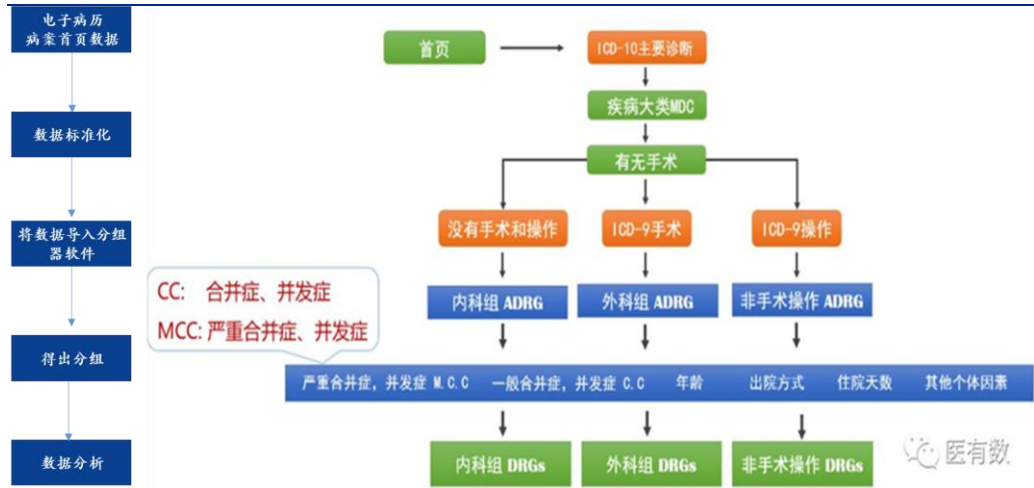 电子病历
病案首页数据
数据标准化
将数据导入分组
器软件
得出分组
数据分析
首页
ICD-10主要诊断
疾病大类MDC
有无手术
没有手术和操作
ICD-9手术
ICD-9操作
CC: 合并症、并发症
MCC: 严重合并症、并发症
内科组 ADRG
外科组 ADRG
非手术操作 ADRG
严重合并症，并发症 M.C.C 一般合并症，并发症 C.C 年龄 出院方式 住院天数 其他个体因素
内科组 DRGs
外科组 DRGs
非手术操作 DRGs
医有数